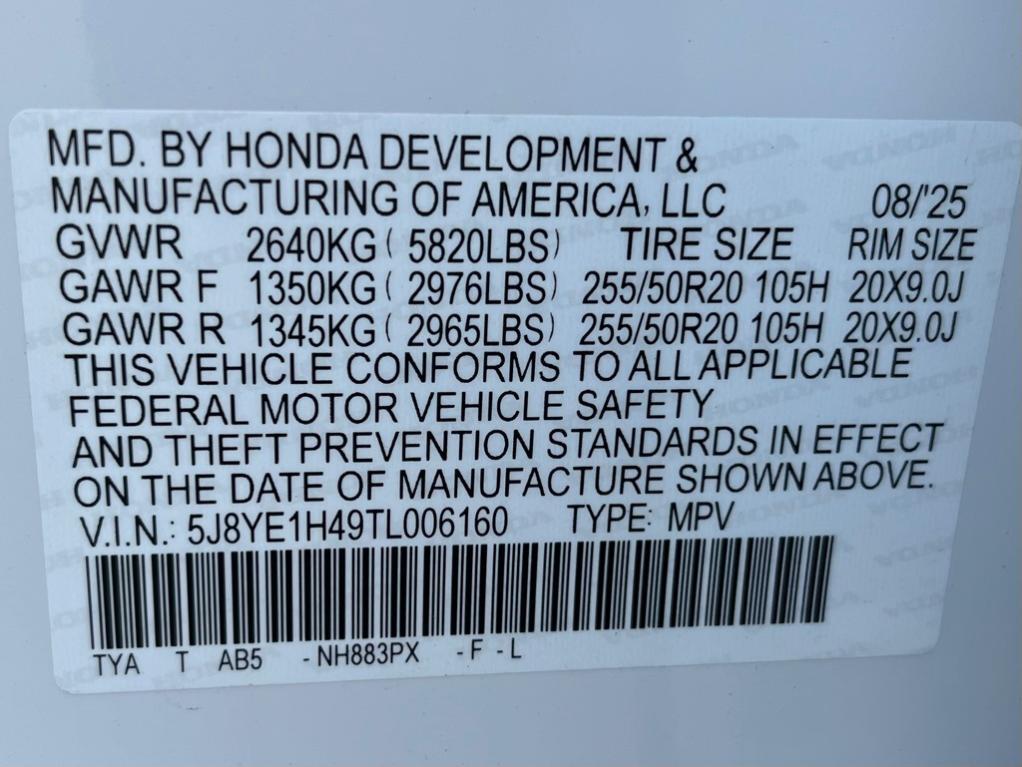 MFD. BY HONDA DEVELOPMENT &
MANUFACTURING OF AMERICA, LLC 08/'25
GVWR 2640KG ( 5820LBS) TIRE SIZE RIM SIZE
GAWR F 1350KG ( 2976LBS) 255/50R20 105H 20X9.0J
GAWR R 1345KG ( 2965LBS) 255/50R20 105H 20X9.0J
THIS VEHICLE CONFORMS TO ALL APPLICABLE
FEDERAL MOTOR VEHICLE SAFETY
AND THEFT PREVENTION STANDARDS IN EFFECT
ON THE DATE OF MANUFACTURE SHOWN ABOVE.
V.I.N.: 5J8YE1H49TL006160 TYPE: MPV
TYA T AB5 -NH883PX -F -L